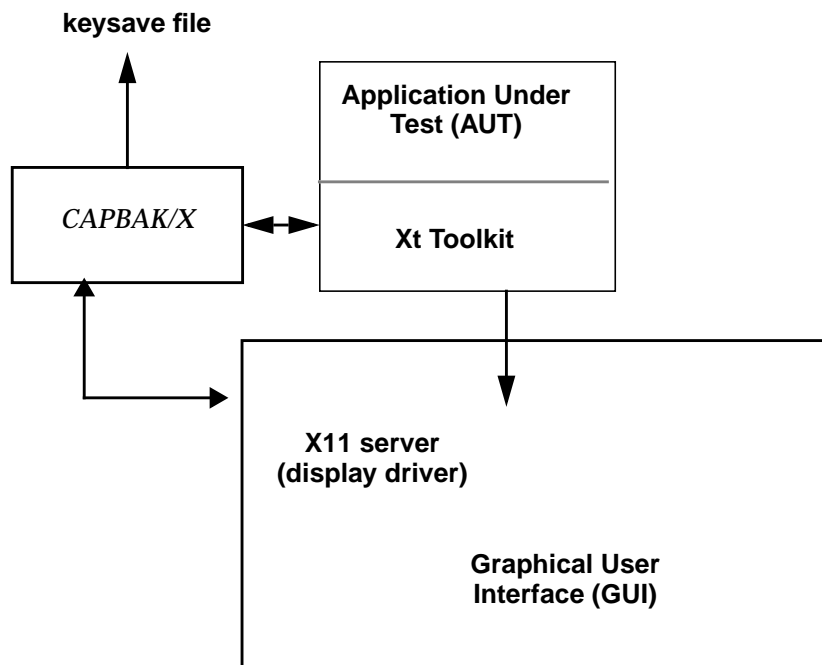 keysave file
Application Under
Test (AUT)
CAPBAK/X
Xt Toolkit
X11 server
(display driver)
Graphical User
Interface (GUI)